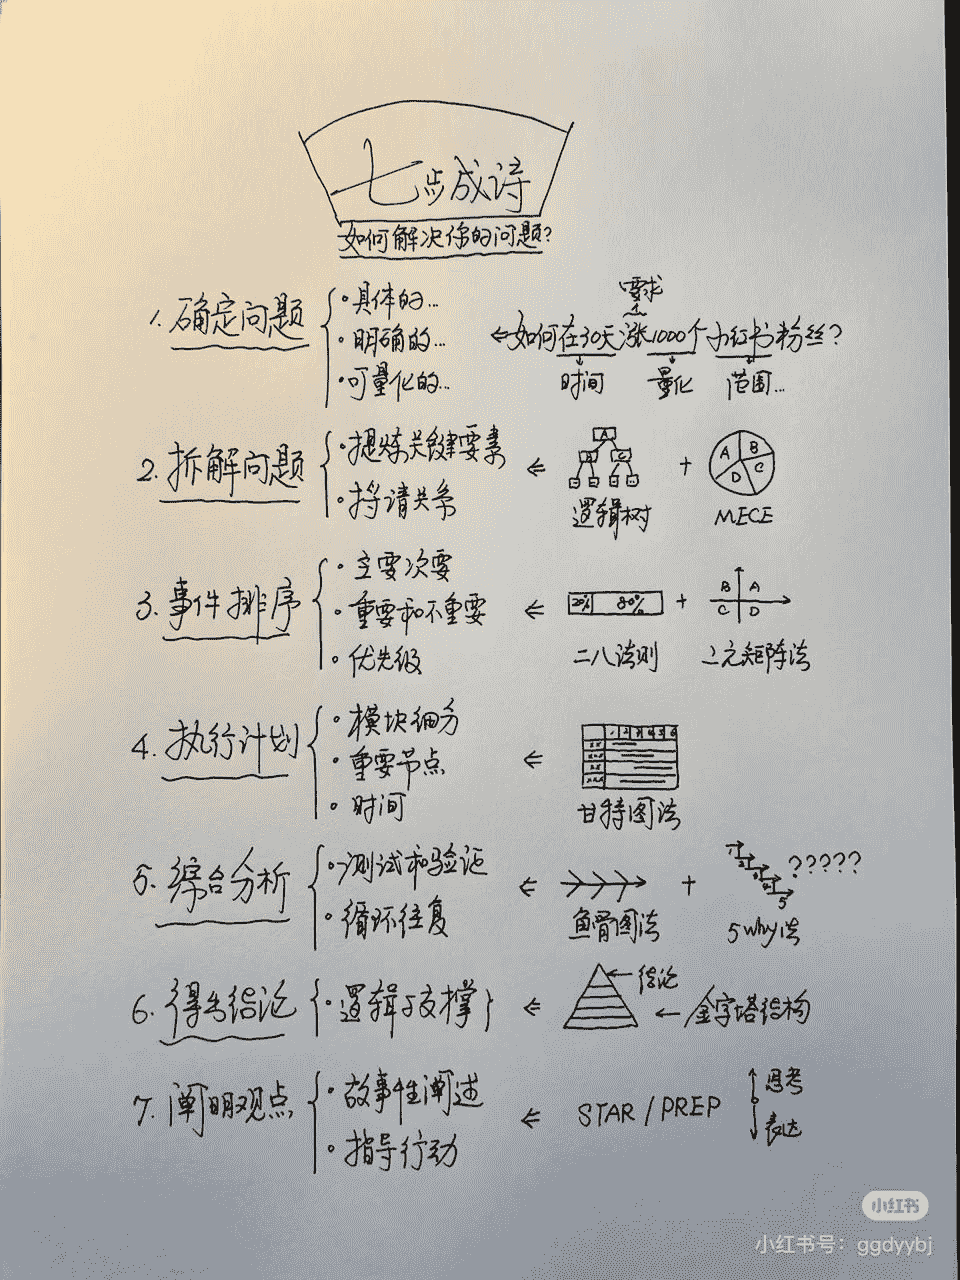 七步成诗
如何解决你的问题?
1. 确定问题
·具体的...
·明确的...
·可量化的...
要求
如何在30天涨1000个小红书粉丝?
时间 量化 范围...
2. 拆解问题
·提炼关键要素
·捋清关系
A
逻辑树
+
A B C D
MECE
3. 事件排序
·主要次要
·重要和不重要
·优先级
20% 80%
二八法则
+
B A
C D
二元矩阵法
4. 执行计划
·模块细分
·重要节点
·时间
1 2 3 4 5 6
甘特图法
5. 综合分析
·测试和验证
·循环往复
鱼骨图法
+
?????
5
5why法
6. 得出结论
·逻辑与支撑
结论
金字塔结构
7. 阐明观点
·故事性阐述
·指导行动
STAR / PREP
思考
表达
小红书
小红书号：ggdyybj